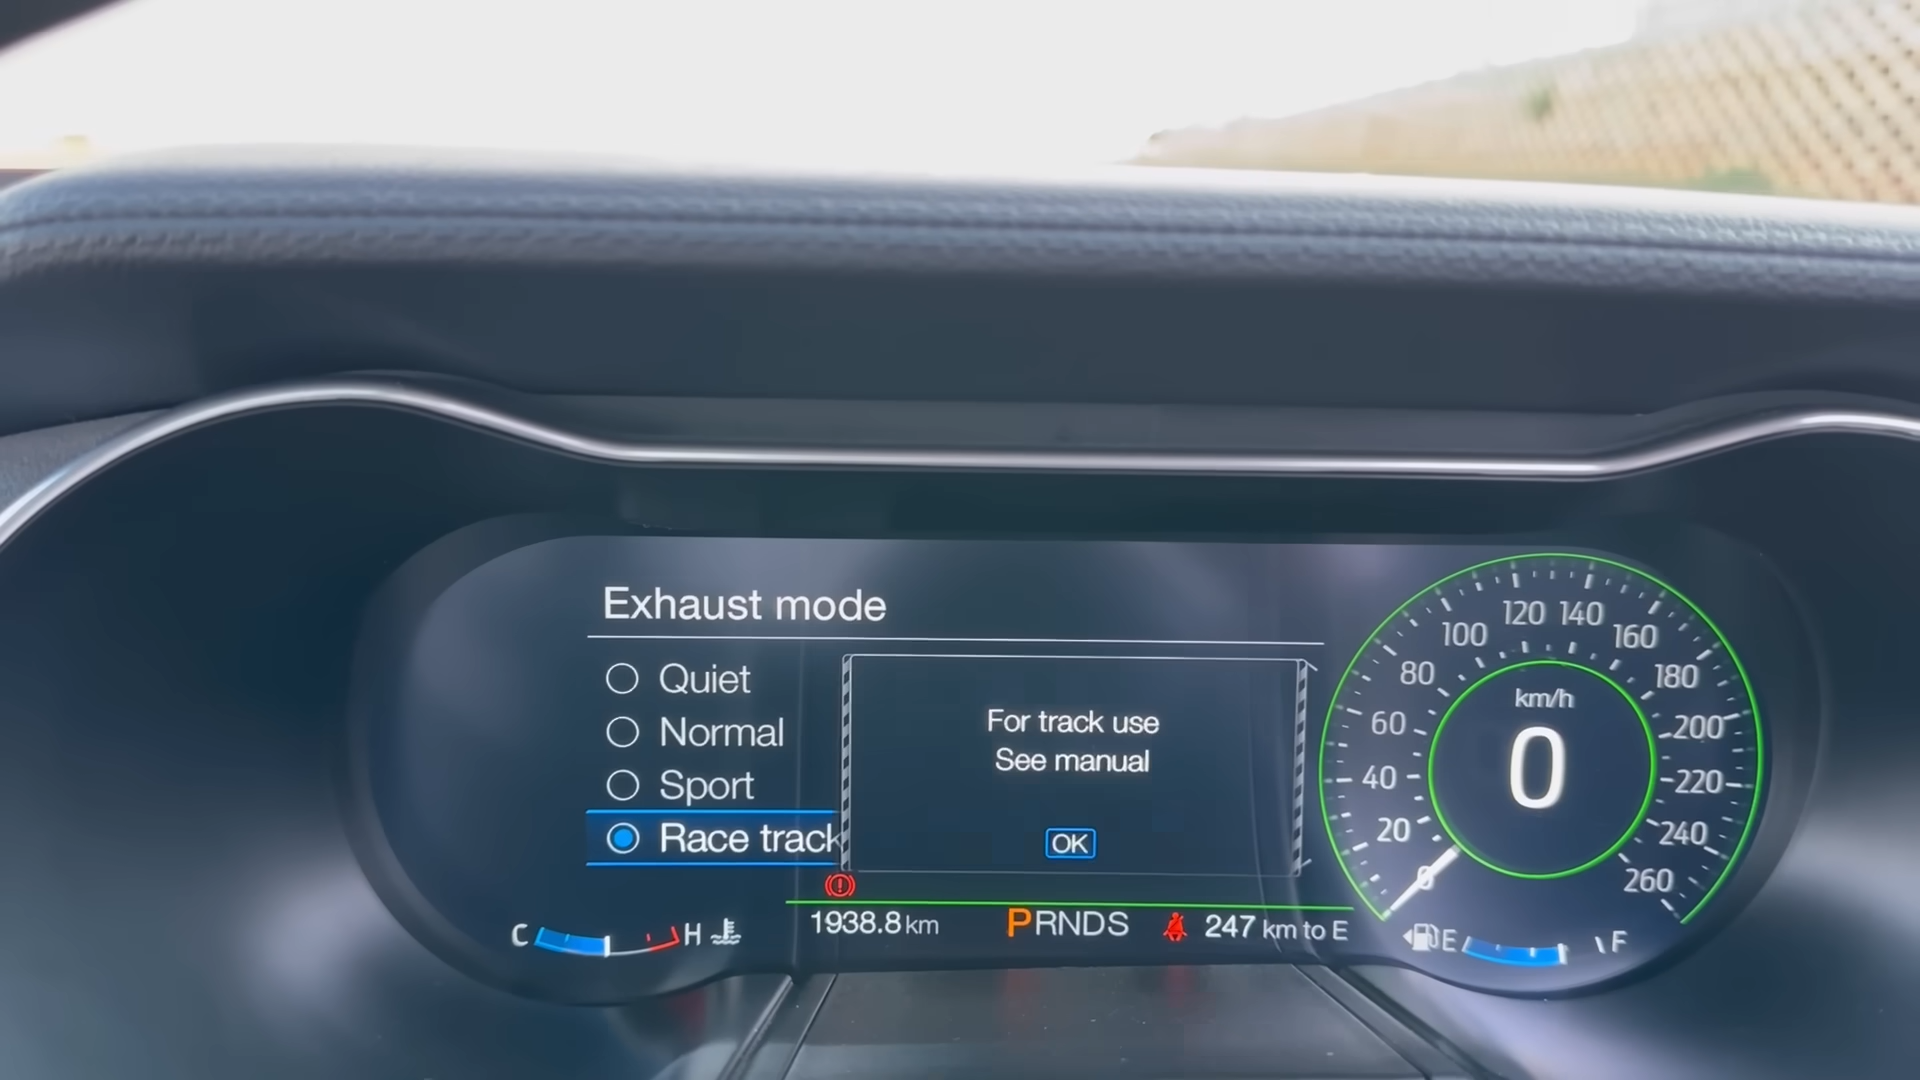 Exhaust mode
Quiet
Normal
Sport
Race track
For track use
See manual
OK
C
H
1938.8 km
PRNDS
247 km to E
km/h
0
0
20
40
60
80
100
120
140
160
180
200
220
240
260
E
F